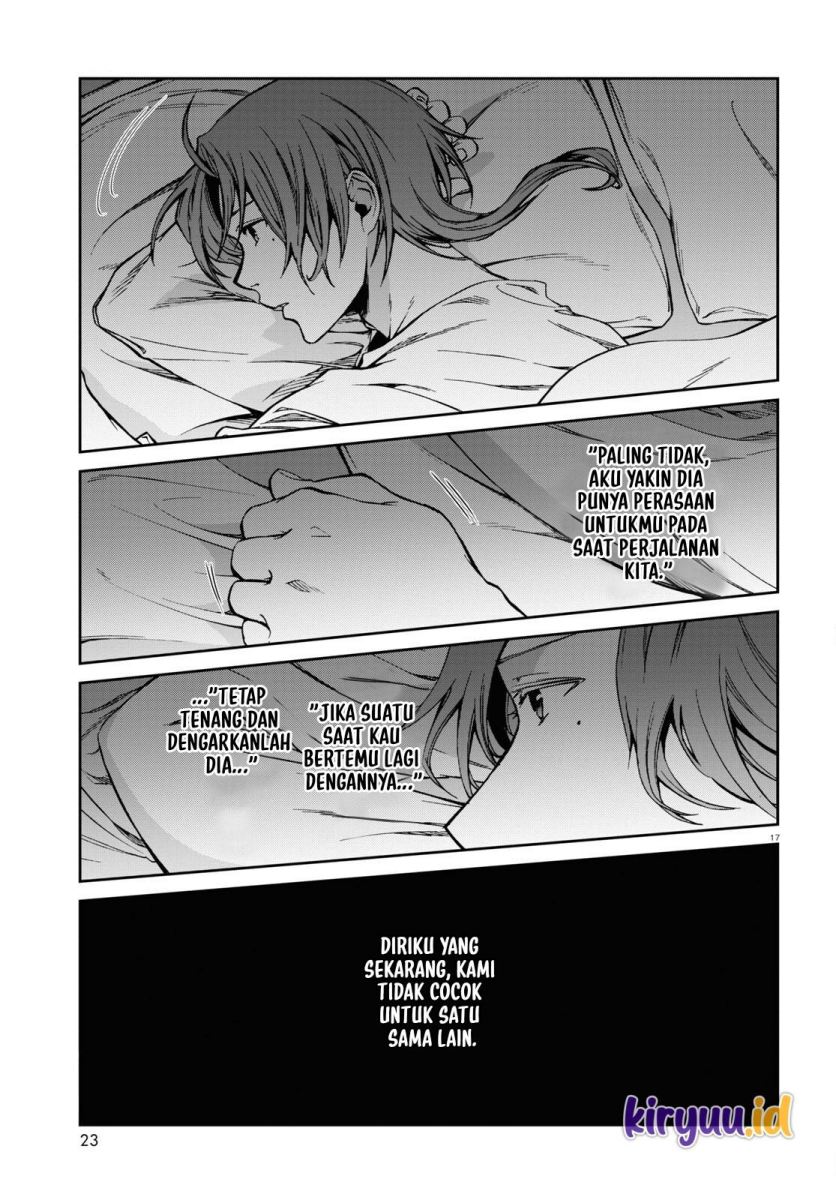 "PALING TIDAK,
AKU YAKIN DIA
PUNYA PERASAAN
UNTUKMU PADA
SAAT PERJALANAN
KITA."
"JIKA SUATU
SAAT KAU
BERTEMU LAGI
DENGANNYA..."
..."TETAP
TENANG DAN
DENGARKANLAH
DIA..."
17
DIRIKU YANG
SEKARANG, KAMI
TIDAK COCOK
UNTUK SATU
SAMA LAIN.
23
kiryuu.id